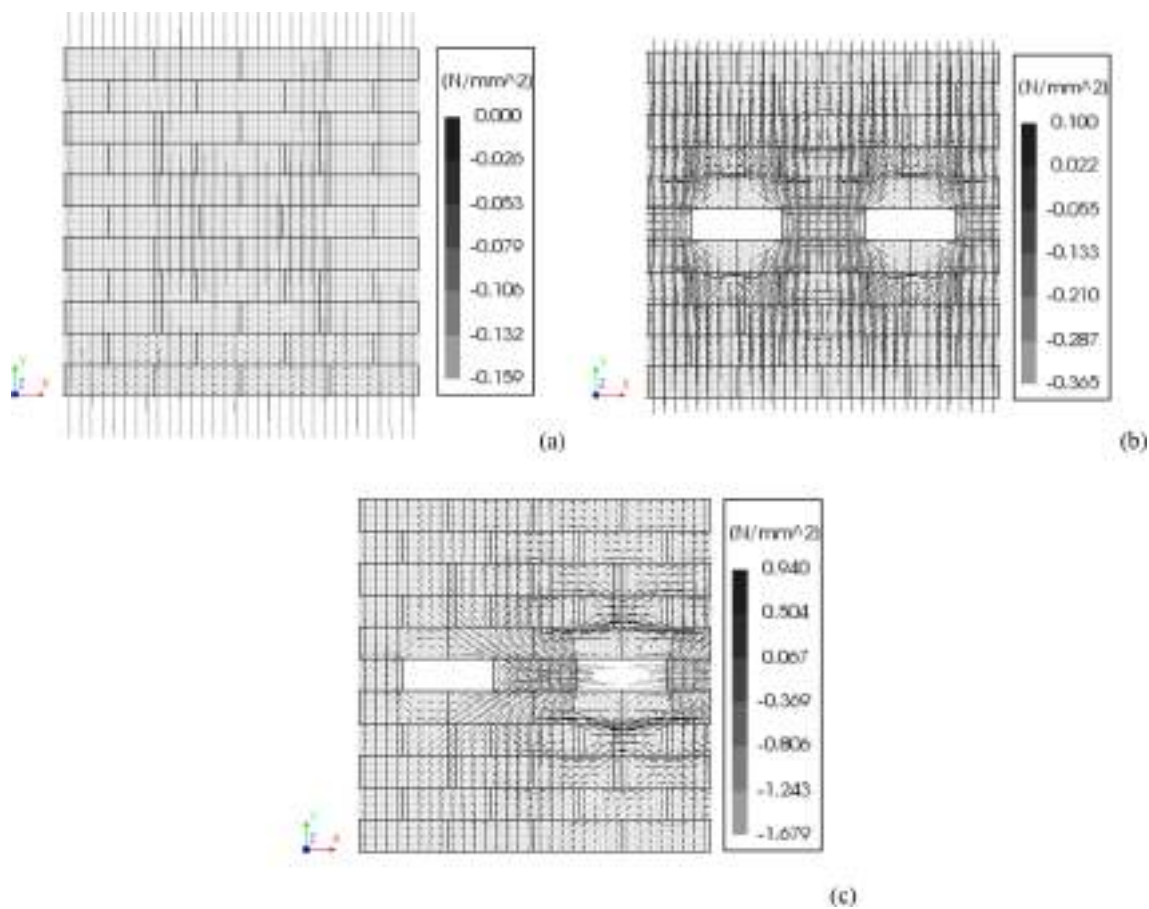 (N/mm^2)
0.000
-0.026
-0.053
-0.079
-0.106
-0.132
-0.159
Y
Z
X
(a)
(N/mm^2)
0.100
0.022
-0.055
-0.133
-0.210
-0.287
-0.365
Y
Z
X
(b)
(N/mm^2)
0.940
0.504
0.067
-0.369
-0.806
-1.243
-1.679
Y
Z
X
(c)